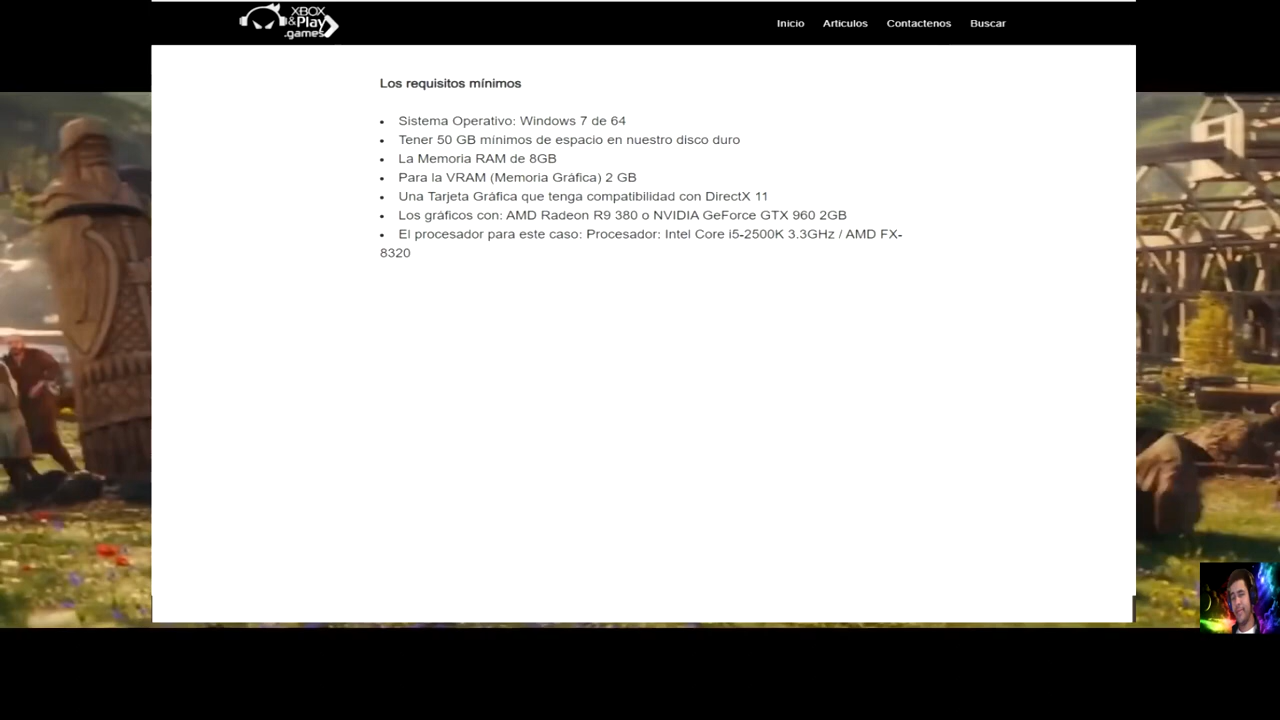 XBOX
&Play
.games
Inicio Articulos Contactenos Buscar
Los requisitos mínimos
• Sistema Operativo: Windows 7 de 64
• Tener 50 GB mínimos de espacio en nuestro disco duro
• La Memoria RAM de 8GB
• Para la VRAM (Memoria Gráfica) 2 GB
• Una Tarjeta Gráfica que tenga compatibilidad con DirectX 11
• Los gráficos con: AMD Radeon R9 380 o NVIDIA GeForce GTX 960 2GB
• El procesador para este caso: Procesador: Intel Core i5-2500K 3.3GHz / AMD FX-
8320